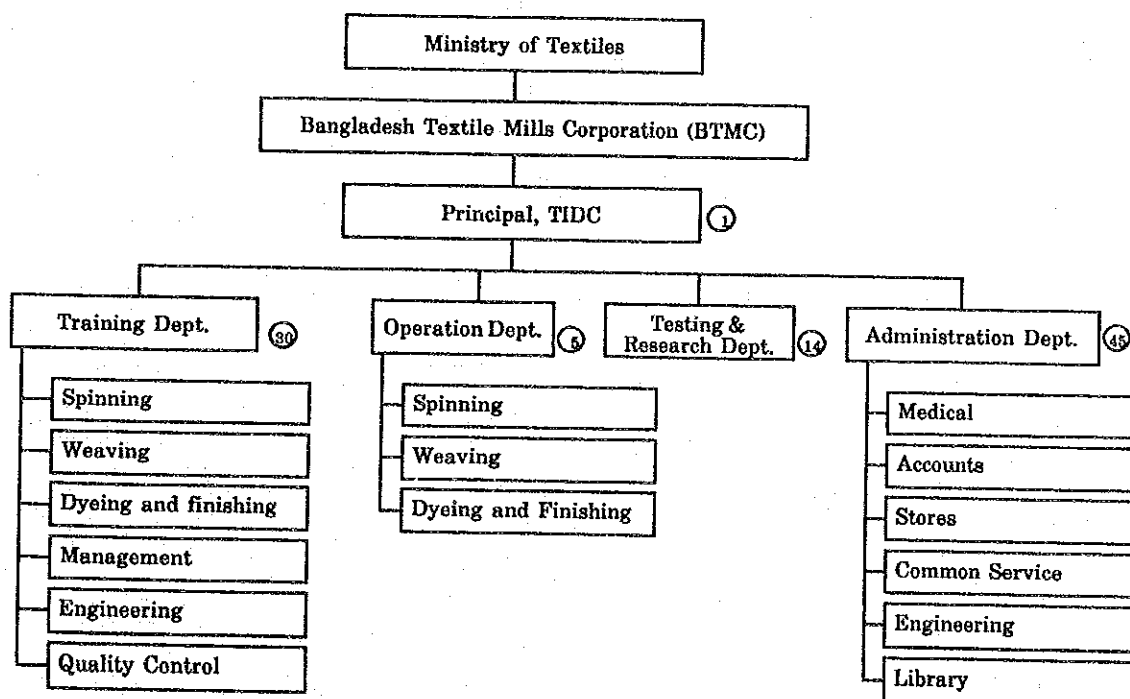 Ministry of Textiles
Bangladesh Textile Mills Corporation (BTMC)
Principal, TIDC
1
Training Dept.
30
Spinning
Weaving
Dyeing and finishing
Management
Engineering
Quality Control
Operation Dept.
5
Spinning
Weaving
Dyeing and Finishing
Testing &
Research Dept.
14
Administration Dept.
45
Medical
Accounts
Stores
Common Service
Engineering
Library